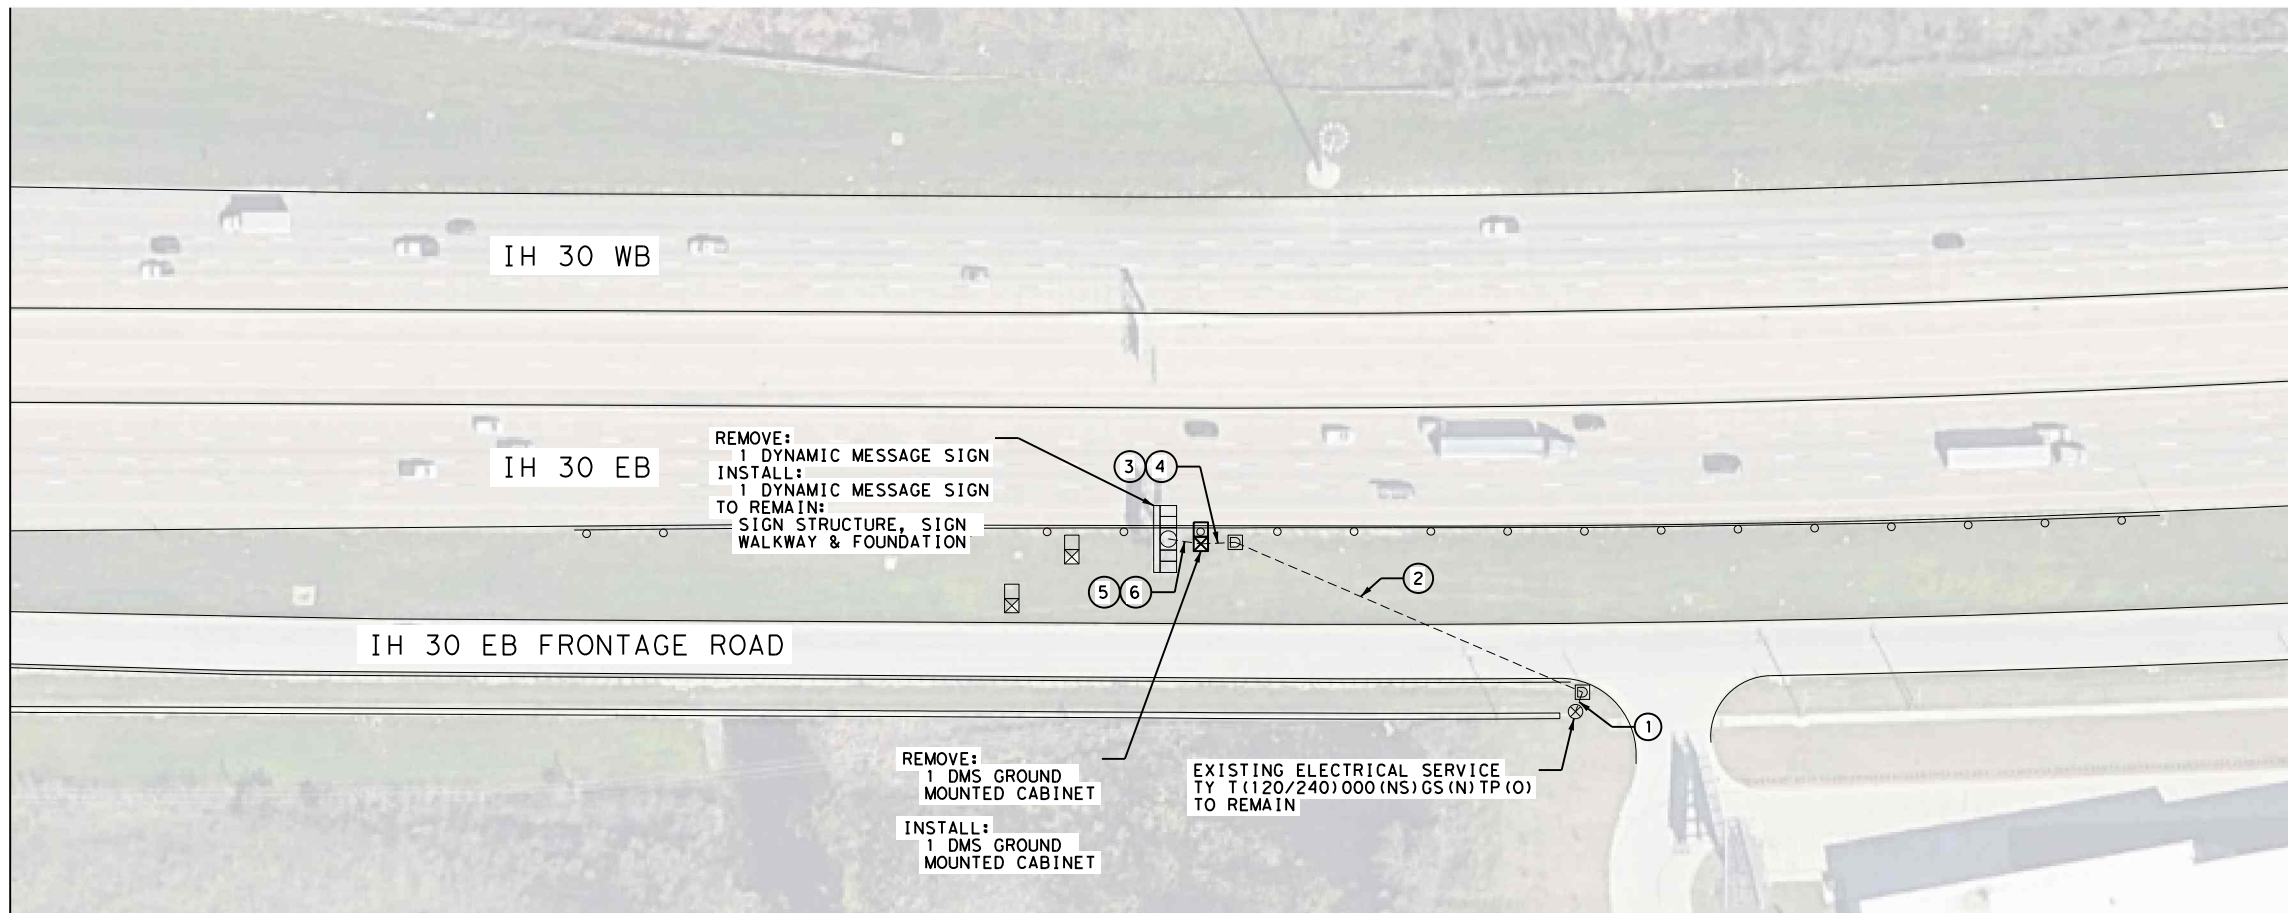 IH 30 WB
REMOVE:
1 DYNAMIC MESSAGE SIGN
INSTALL:
1 DYNAMIC MESSAGE SIGN
TO REMAIN:
SIGN STRUCTURE, SIGN
WALKWAY & FOUNDATION
IH 30 EB
3 4
5 6
2
IH 30 EB FRONTAGE ROAD
1
REMOVE:
1 DMS GROUND
MOUNTED CABINET
INSTALL:
1 DMS GROUND
MOUNTED CABINET
EXISTING ELECTRICAL SERVICE
TY T(120/240)000(NS)GS(N)TP(O)
TO REMAIN